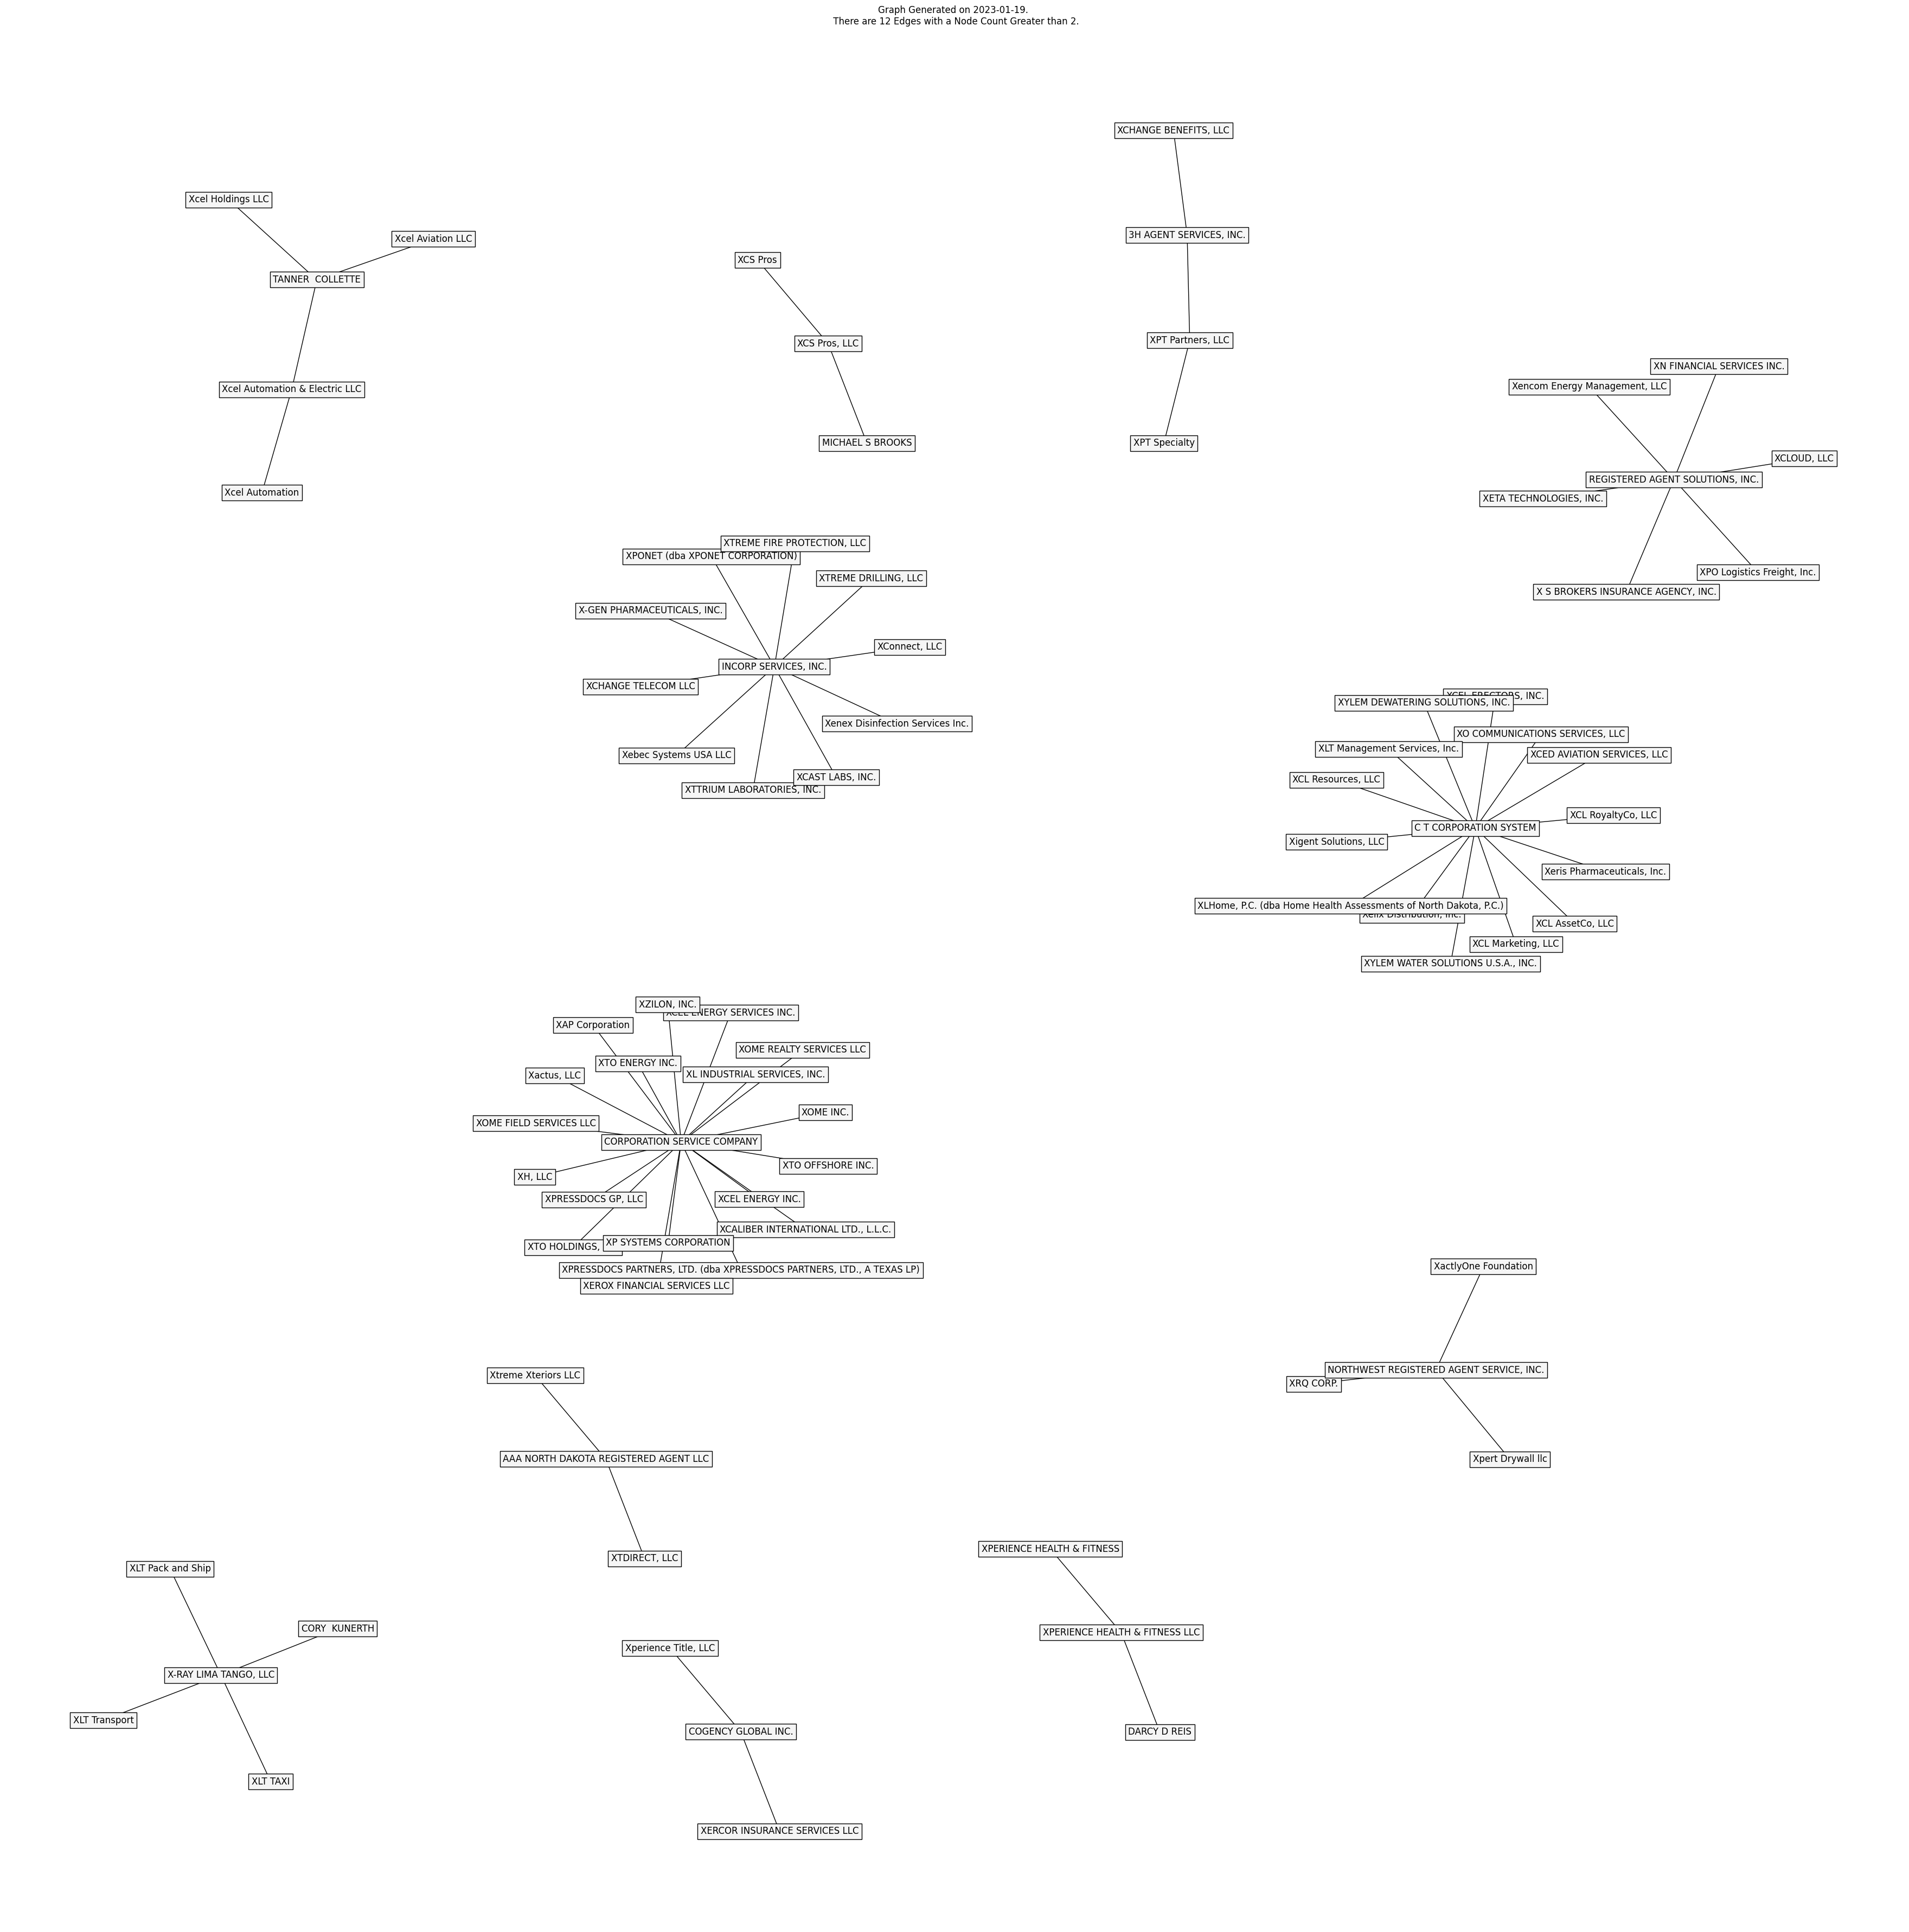 Graph Generated on 2023-01-19.
There are 12 Edges with a Node Count Greater than 2.
XCHANGE BENEFITS, LLC
3H AGENT SERVICES, INC.
XPT Partners, LLC
XPT Specialty
Xcel Holdings LLC
Xcel Aviation LLC
TANNER  COLLETTE
Xcel Automation & Electric LLC
Xcel Automation
XCS Pros
XCS Pros, LLC
MICHAEL S BROOKS
XN FINANCIAL SERVICES INC.
Xencom Energy Management, LLC
XCLOUD, LLC
REGISTERED AGENT SOLUTIONS, INC.
XETA TECHNOLOGIES, INC.
XPO Logistics Freight, Inc.
X S BROKERS INSURANCE AGENCY, INC.
XTREME FIRE PROTECTION, LLC
XPONET (dba XPONET CORPORATION)
XTREME DRILLING, LLC
X-GEN PHARMACEUTICALS, INC.
XConnect, LLC
INCORP SERVICES, INC.
XCHANGE TELECOM LLC
Xenex Disinfection Services Inc.
Xebec Systems USA LLC
XCAST LABS, INC.
XTTRIUM LABORATORIES, INC.
XCEL ERECTORS, INC.
XYLEM DEWATERING SOLUTIONS, INC.
XO COMMUNICATIONS SERVICES, LLC
XLT Management Services, Inc.
XCED AVIATION SERVICES, LLC
XCL Resources, LLC
XCL RoyaltyCo, LLC
C T CORPORATION SYSTEM
Xigent Solutions, LLC
Xeris Pharmaceuticals, Inc.
XLHome, P.C. (dba Home Health Assessments of North Dakota, P.C.)
Distribution, Inc.
XCL AssetCo, LLC
XCL Marketing, LLC
XYLEM WATER SOLUTIONS U.S.A., INC.
XZILON, INC.
XCEL ENERGY SERVICES INC.
XAP Corporation
XOME REALTY SERVICES LLC
XTO ENERGY INC.
Xactus, LLC
XL INDUSTRIAL SERVICES, INC.
XOME INC.
XOME FIELD SERVICES LLC
CORPORATION SERVICE COMPANY
XTO OFFSHORE INC.
XH, LLC
XPRESSDOCS GP, LLC
XCEL ENERGY INC.
XCALIBER INTERNATIONAL LTD., L.L.C.
XTO HOLDINGS,
XP SYSTEMS CORPORATION
XPRESSDOCS PARTNERS, LTD. (dba XPRESSDOCS PARTNERS, LTD., A TEXAS LP)
XEROX FINANCIAL SERVICES LLC
XactlyOne Foundation
NORTHWEST REGISTERED AGENT SERVICE, INC.
XRQ CORP.
Xpert Drywall llc
Xtreme Xteriors LLC
AAA NORTH DAKOTA REGISTERED AGENT LLC
XTDIRECT, LLC
XLT Pack and Ship
CORY  KUNERTH
X-RAY LIMA TANGO, LLC
XLT Transport
XLT TAXI
XPERIENCE HEALTH & FITNESS
XPERIENCE HEALTH & FITNESS LLC
DARCY D REIS
Xperience Title, LLC
COGENCY GLOBAL INC.
XERCOR INSURANCE SERVICES LLC